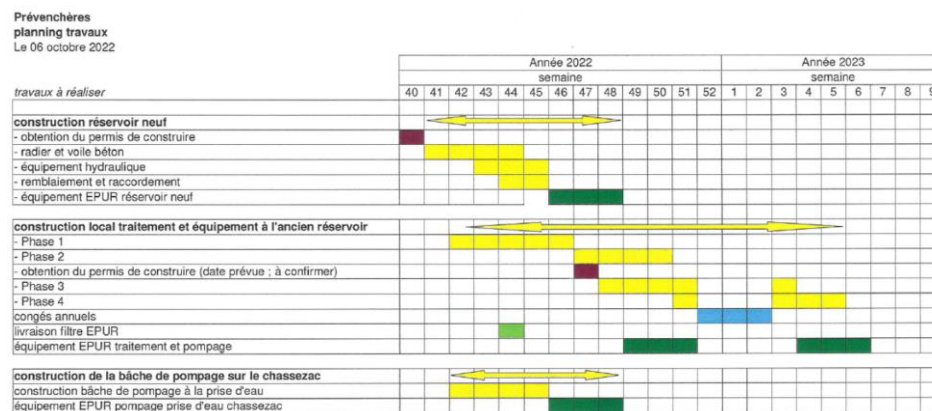 Prévenchères
planning travaux
Le 06 octobre 2022
Année 2022 Année 2023
semaine semaine
travaux à réaliser 40 41 42 43 44 45 46 47 48 49 50 51 52 1 2 3 4 5 6 7 8 9
construction réservoir neuf
- obtention du permis de construire
- radier et voile béton
- équipement hydraulique
- remblaiement et raccordement
- équipement EPUR réservoir neuf
construction local traitement et équipement à l'ancien réservoir
- Phase 1
- Phase 2
- obtention du permis de construire (date prévue ; à confirmer)
- Phase 3
- Phase 4
congés annuels
livraison filtre EPUR
équipement EPUR traitement et pompage
construction de la bâche de pompage sur le chassezac
construction bâche de pompage à la prise d'eau
équipement EPUR pompage prise d'eau chassezac